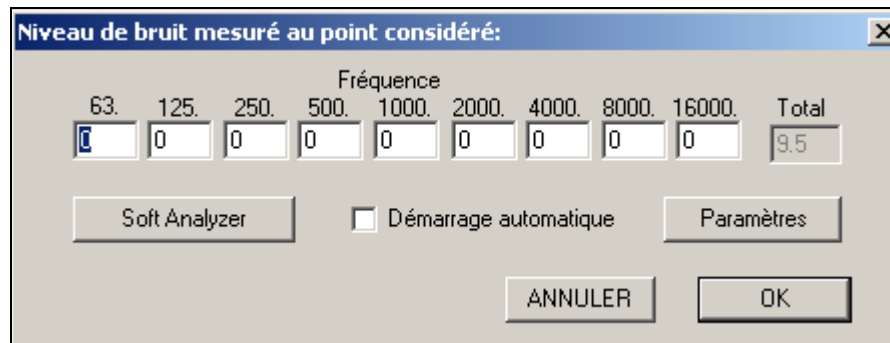 Niveau de bruit mesuré au point considéré:
Fréquence
63. 125. 250. 500. 1000. 2000. 4000. 8000. 16000. Total
0 0 0 0 0 0 0 0 0 9.5
Soft Analyzer Démarrage automatique Paramètres
ANNULER OK